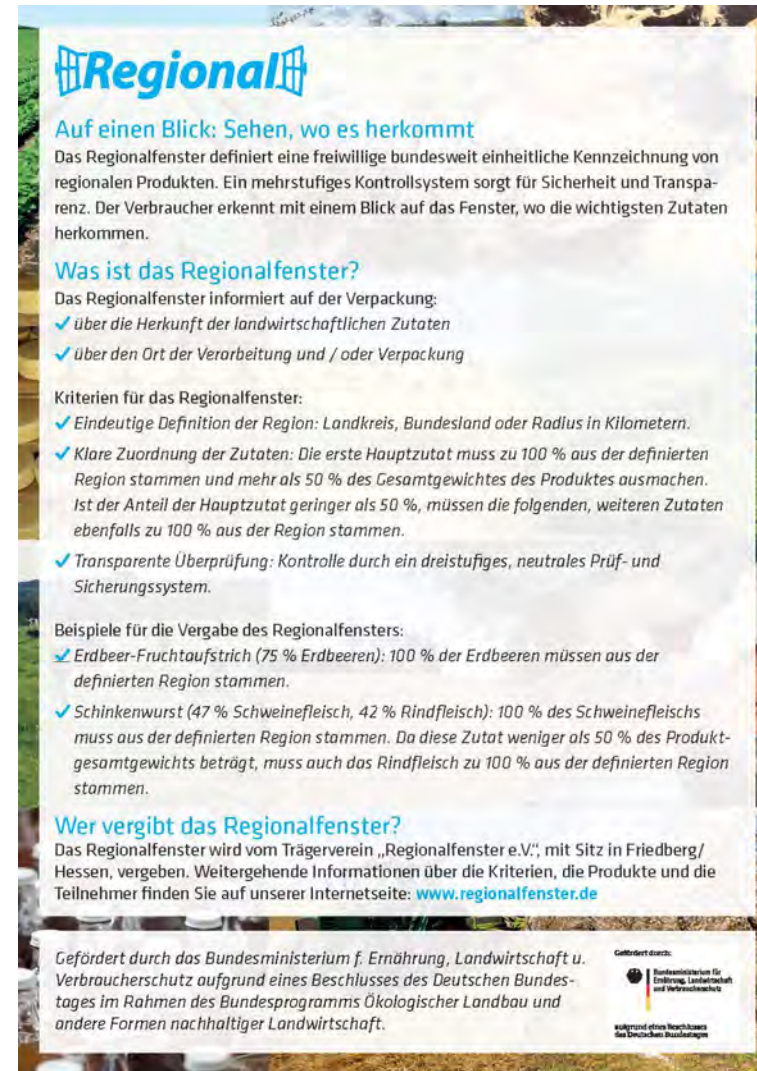 Regional
Auf einen Blick: Sehen, wo es herkommt
Das Regionalfenster definiert eine freiwillige bundesweit einheitliche Kennzeichnung von
regionalen Produkten. Ein mehrstufiges Kontrollsystem sorgt für Sicherheit und Transpa-
renz. Der Verbraucher erkennt mit einem Blick auf das Fenster, wo die wichtigsten Zutaten
herkommen.
Was ist das Regionalfenster?
Das Regionalfenster informiert auf der Verpackung:
✓ über die Herkunft der landwirtschaftlichen Zutaten
✓ über den Ort der Verarbeitung und / oder Verpackung
Kriterien für das Regionalfenster:
✓ Eindeutige Definition der Region: Landkreis, Bundesland oder Radius in Kilometern.
✓ Klare Zuordnung der Zutaten: Die erste Hauptzutat muss zu 100 % aus der definierten
Region stammen und mehr als 50 % des Gesamtgewichtes des Produktes ausmachen.
Ist der Anteil der Hauptzutat geringer als 50 %, müssen die folgenden, weiteren Zutaten
ebenfalls zu 100 % aus der Region stammen.
✓ Transparente Überprüfung: Kontrolle durch ein dreistufiges, neutrales Prüf- und
Sicherungssystem.
Beispiele für die Vergabe des Regionalfensters:
✓ Erdbeer-Fruchtaufstrich (75 % Erdbeeren): 100 % der Erdbeeren müssen aus der
definierten Region stammen.
✓ Schinkenwurst (47 % Schweinefleisch, 42 % Rindfleisch): 100 % des Schweinefleischs
muss aus der definierten Region stammen. Da diese Zutat weniger als 50 % des Produkt-
gesamtgewichts beträgt, muss auch das Rindfleisch zu 100 % aus der definierten Region
stammen.
Wer vergibt das Regionalfenster?
Das Regionalfenster wird vom Trägerverein „Regionalfenster e.V.“, mit Sitz in Friedberg/
Hessen, vergeben. Weitergehende Informationen über die Kriterien, die Produkte und die
Teilnehmer finden Sie auf unserer Internetseite: www.regionalfenster.de
Gefördert durch das Bundesministerium f. Ernährung, Landwirtschaft u.
Verbraucherschutz aufgrund eines Beschlusses des Deutschen Bundes-
tages im Rahmen des Bundesprogramms Ökologischer Landbau und
andere Formen nachhaltiger Landwirtschaft.
Gefördert durch:
Bundesministerium für
Ernährung, Landwirtschaft
und Verbraucherschutz
aufgrund eines Beschlusses
des Deutschen Bundestages